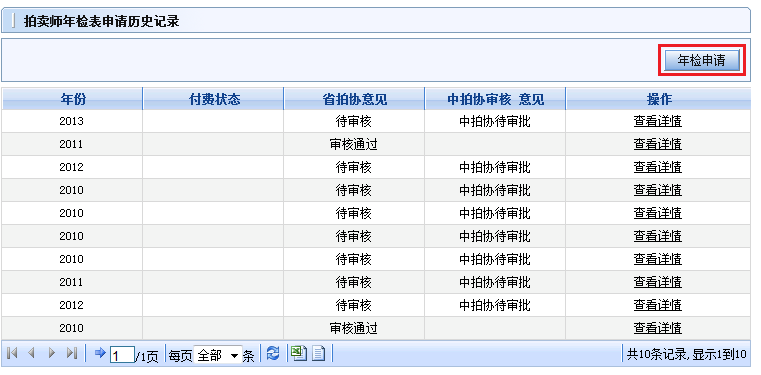 拍卖师年检表申请历史记录
年检申请
年份 付费状态 省拍协意见 中拍协审核 意见 操作
2013 待审核 中拍协待审批 查看详情
2011 审核通过 查看详情
2012 待审核 中拍协待审批 查看详情
2010 待审核 中拍协待审批 查看详情
2010 待审核 中拍协待审批 查看详情
2010 待审核 中拍协待审批 查看详情
2010 待审核 中拍协待审批 查看详情
2011 待审核 中拍协待审批 查看详情
2012 待审核 中拍协待审批 查看详情
2010 审核通过 查看详情
1 /1页 每页 全部 条 共10条记录,显示1到10